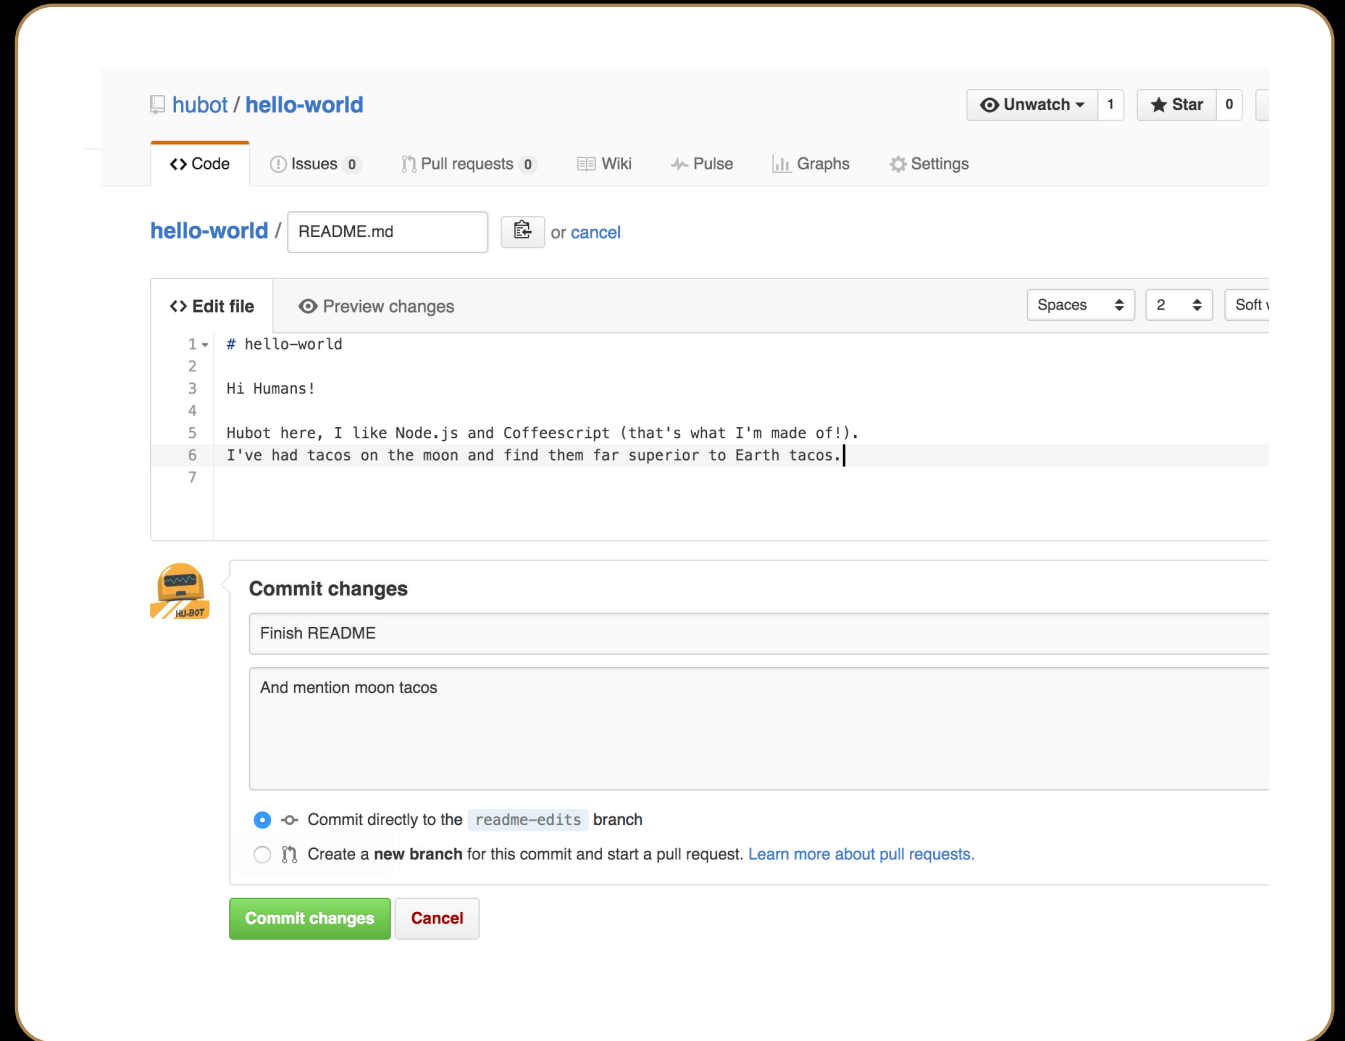 hubot / hello-world
Unwatch 1 Star 0
Code Issues 0 Pull requests 0 Wiki Pulse Graphs Settings
hello-world / README.md or cancel
Edit file Preview changes Spaces 2 Soft
1 # hello-world
2
3 Hi Humans!
4
5 Hubot here, I like Node.js and Coffeescript (that's what I'm made of!).
6 I've had tacos on the moon and find them far superior to Earth tacos.
7
HU-BOT
Commit changes
Finish README
And mention moon tacos
Commit directly to the readme-edits branch
Create a new branch for this commit and start a pull request. Learn more about pull requests.
Commit changes Cancel